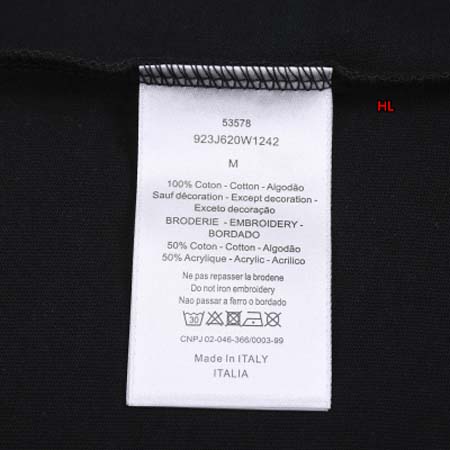 53578
923J620W1242
HL
M
100% Coton - Cotton - Algodão
Sauf décoration - Except decoration -
Exceto decoração
BRODERIE - EMBROIDERY -
BORDADO
50% Coton - Cotton - Algodão
50% Acrylique - Acrylic - Acrilico
Ne pas repasser la brodene
Do not iron embroidery
Nao passar a ferro o bordado
30
CNPJ 02-046-366/0003-99
Made In ITALY
ITALIA